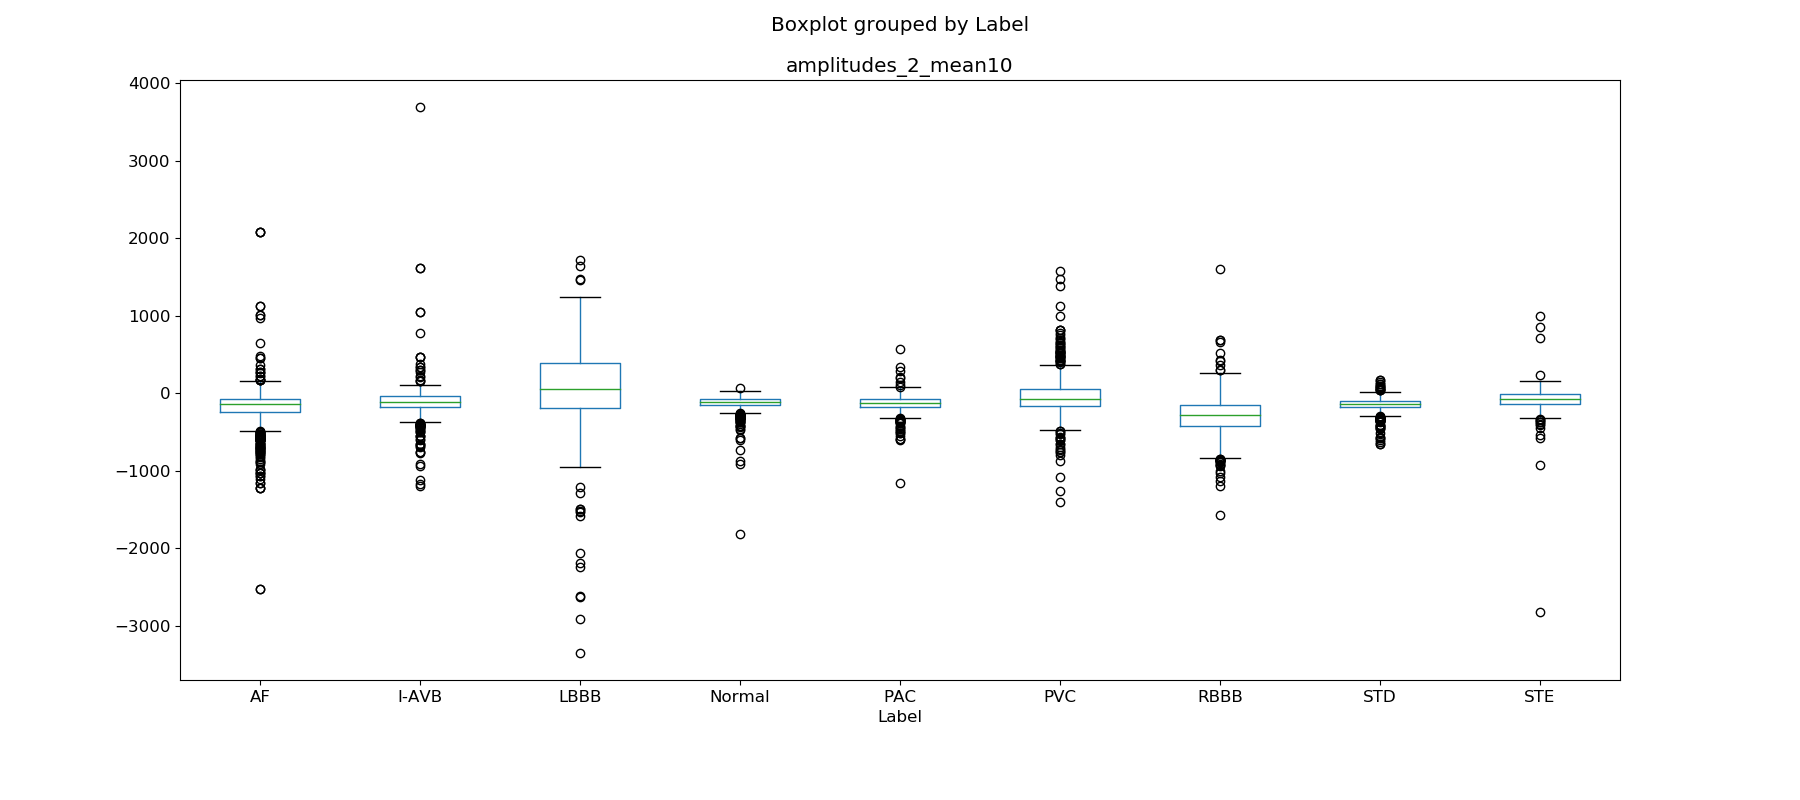 Boxplot grouped by Label
amplitudes_2_mean10
4000
3000
2000
1000
0
−1000
−2000
−3000
AF I-AVB LBBB Normal PAC PVC RBBB STD STE
Label